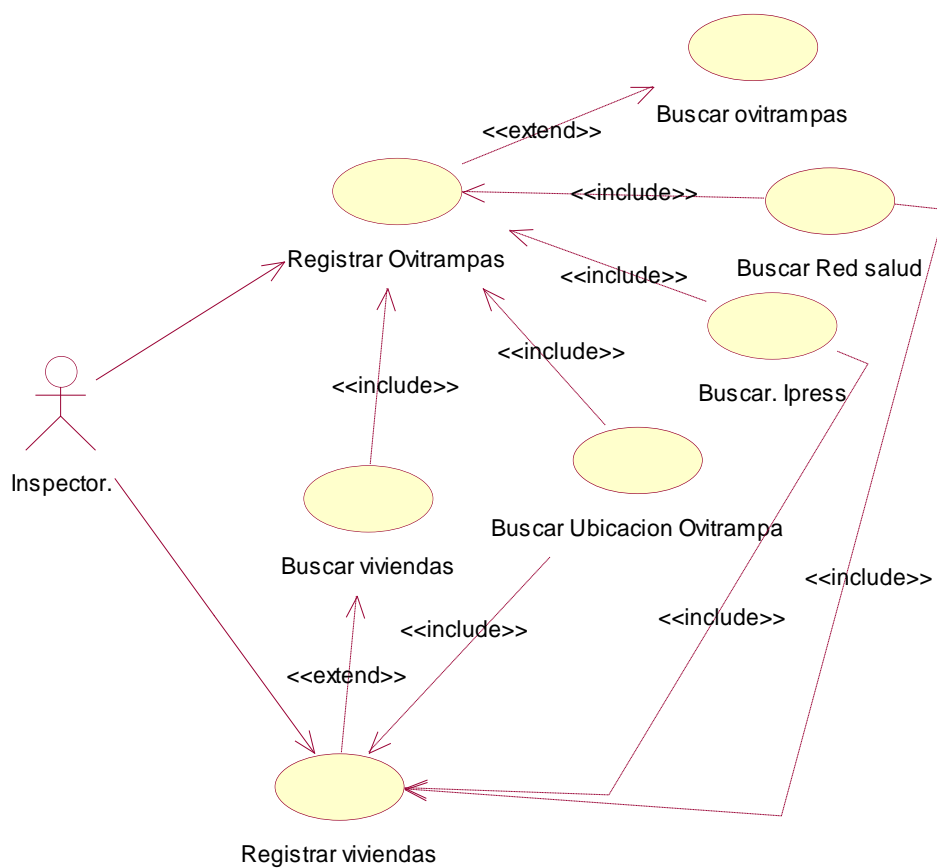 Buscar ovitrampas
<<extend>>
<<include>>
Registrar Ovitrampas
Buscar Red salud
<<include>>
<<include>>
<<include>>
Buscar. Ipress
Inspector.
Buscar Ubicacion Ovitrampa
Buscar viviendas
<<include>>
<<include>>
<<include>>
<<extend>>
Registrar viviendas